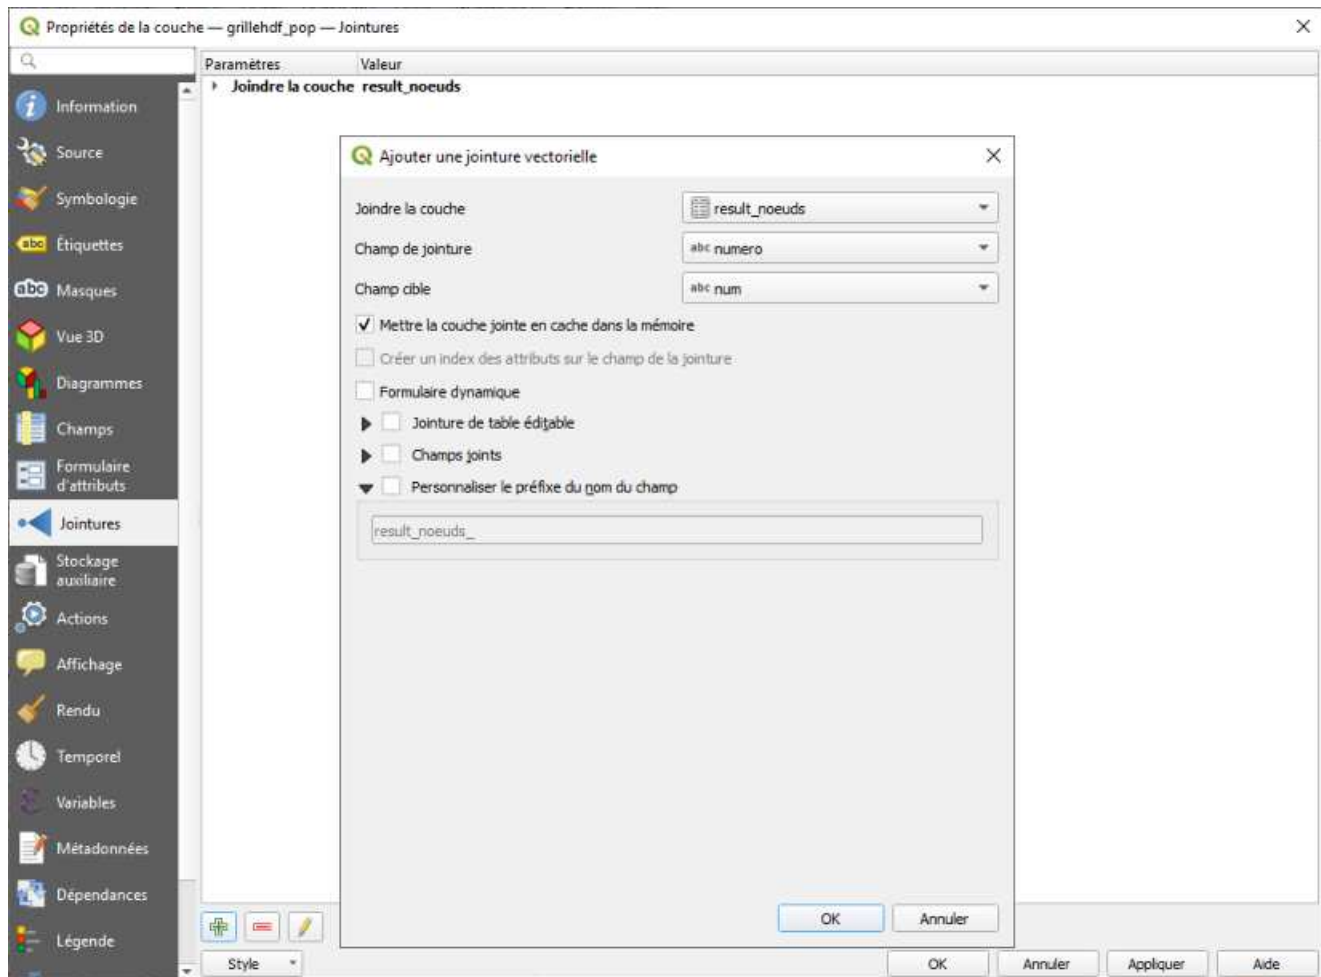 Propriétés de la couche — grillehdf_pop — Jointures
Paramètres Valeur
Joindre la couche result_noeuds
Information
Source
Symbologie
abc Étiquettes
abc Masques
Vue 3D
Diagrammes
Champs
Formulaire
d'attributs
Jointures
Stockage
auxiliaire
Actions
Affichage
Rendu
Temporel
Variables
Métadonnées
Dépendances
Légende
Ajouter une jointure vectorielle
Joindre la couche result_noeuds
Champ de jointure abc numero
Champ cible abc num
Mettre la couche jointe en cache dans la mémoire
Créer un index des attributs sur le champ de la jointure
Formulaire dynamique
Jointure de table éditable
Champs joints
Personnaliser le préfixe du nom du champ
result_noeuds_
OK Annuler
Style OK Annuler Appliquer Aide